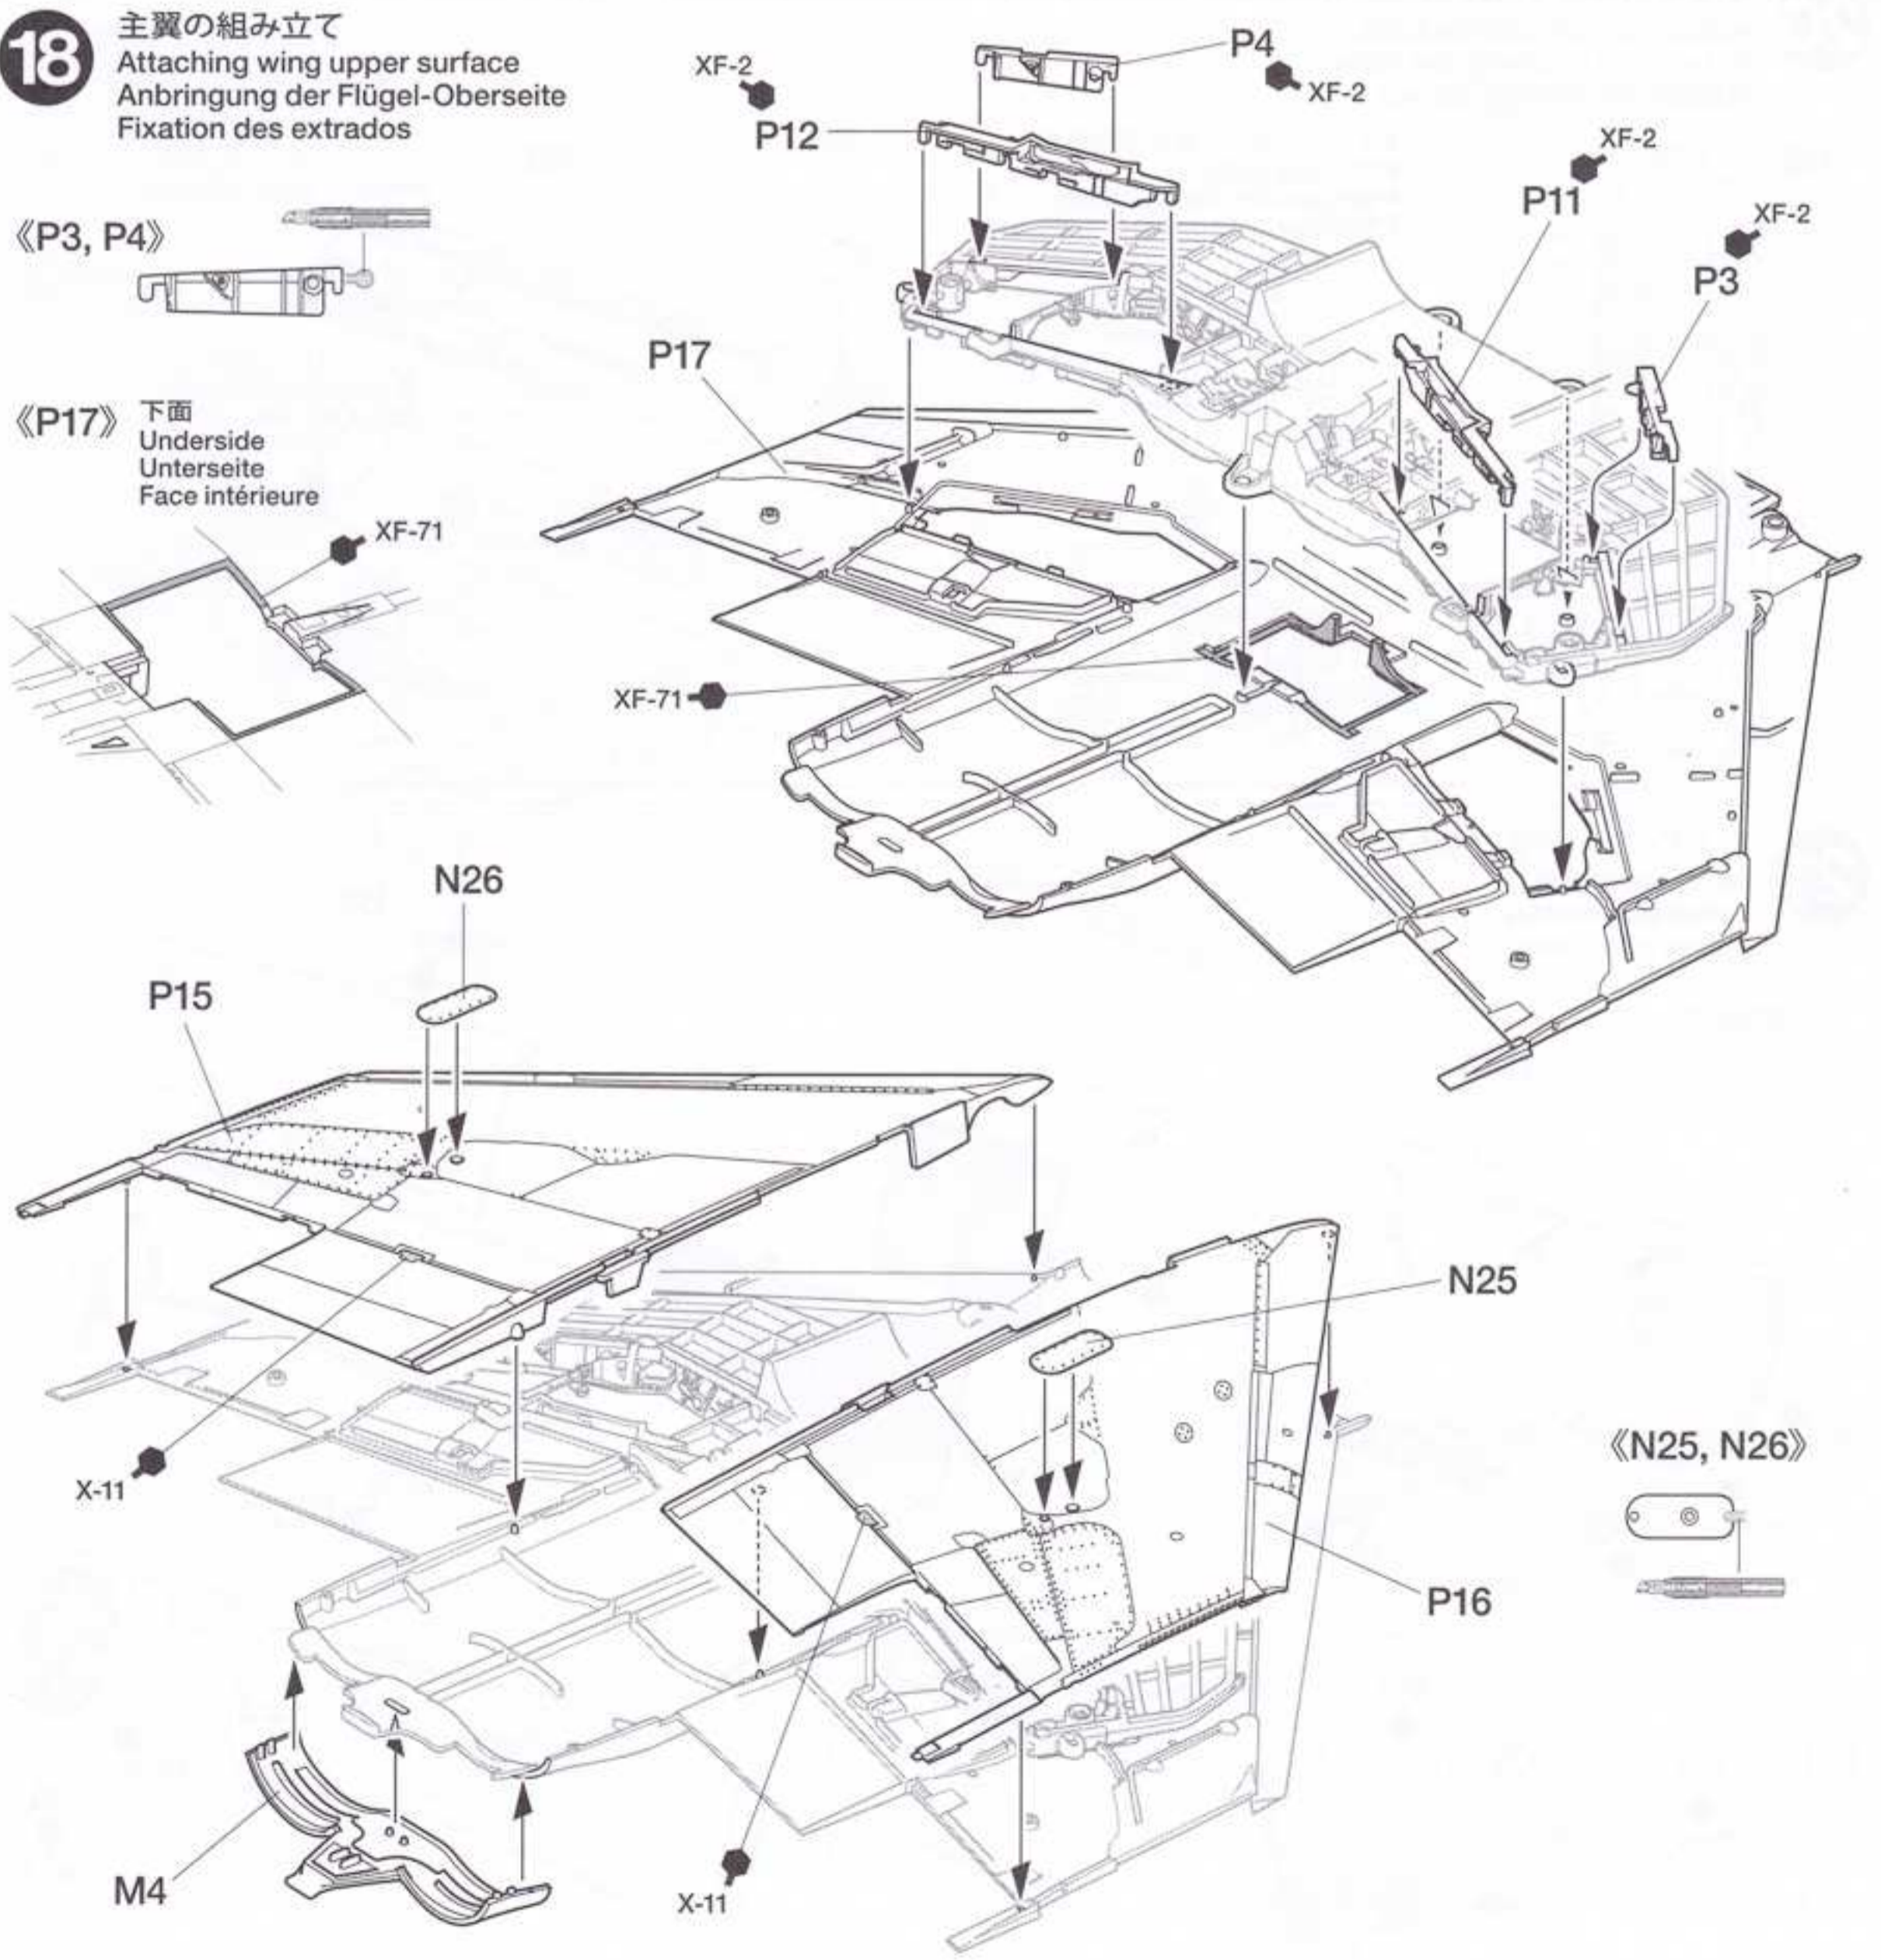 18
主翼の組み立て
Attaching wing upper surface
Anbringung der Flügel-Oberseite
Fixation des extrados
XF-2
P4
XF-2
P12
XF-2
P11
XF-2
P3
《P3, P4》
P17
《P17》
下面
Underside
Unterseite
Face intérieure
XF-71
XF-71
N26
P15
N25
X-11
《N25, N26》
P16
M4
X-11